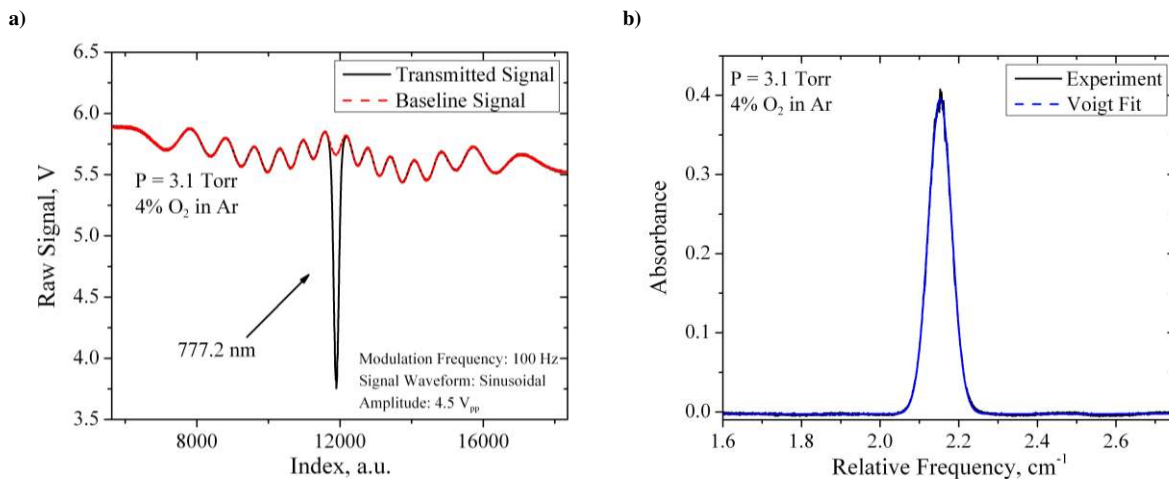 a)
6.5
6.0
5.5
5.0
4.5
4.0
3.5
Raw Signal, V
Transmitted Signal
Baseline Signal
P = 3.1 Torr
4% O₂ in Ar
777.2 nm
Modulation Frequency: 100 Hz
Signal Waveform: Sinusoidal
Amplitude: 4.5 Vₚₚ
8000 12000 16000
Index, a.u.
b)
0.4
0.3
0.2
0.1
0.0
Absorbance
P = 3.1 Torr
4% O₂ in Ar
Experiment
Voigt Fit
1.6 1.8 2.0 2.2 2.4 2.6
Relative Frequency, cm⁻¹